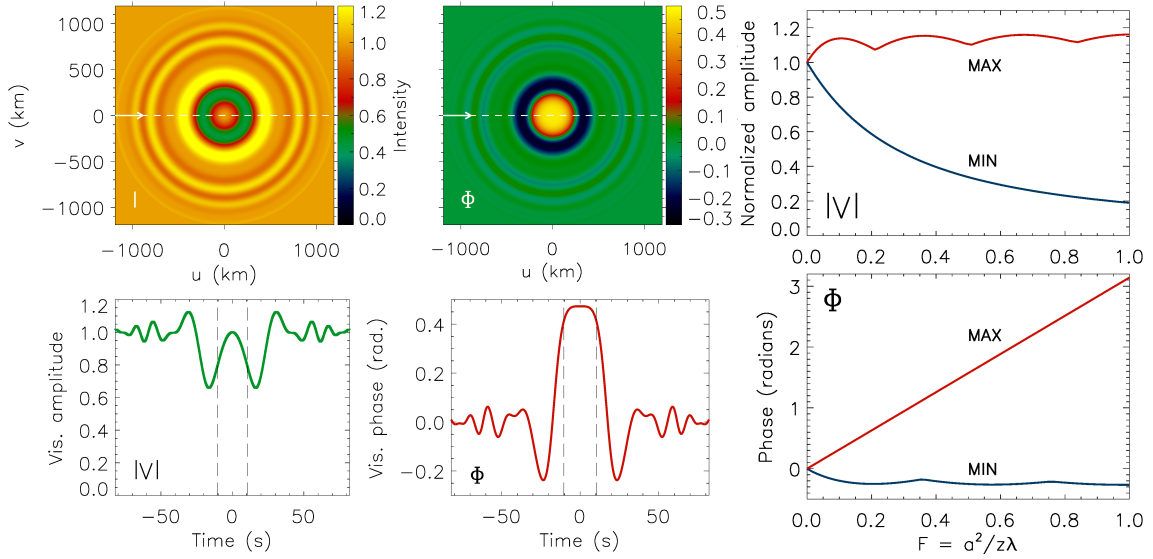 1000
500
0
−500
−1000
v (km)
I
−1000 0 1000
u (km)
1.2
1.0
0.8
0.6
0.4
0.2
0.0
Intensity
Φ
−1000 0 1000
u (km)
0.5
0.4
0.3
0.2
0.1
0.0
−0.1
−0.2
−0.3
Normalized amplitude
1.2
1.0
0.8
0.6
0.4
0.2
0.0
MAX
MIN
|V|
0.0 0.2 0.4 0.6 0.8 1.0
Vis. amplitude
1.2
1.0
0.8
0.6
0.4
0.2
0.0
|V|
−50 0 50
Time (s)
Vis. phase (rad.)
0.4
0.2
0.0
−0.2
Φ
−50 0 50
Time (s)
Phase (radians)
3
2
1
0
Φ
MAX
MIN
0.0 0.2 0.4 0.6 0.8 1.0
F = a²/zλ